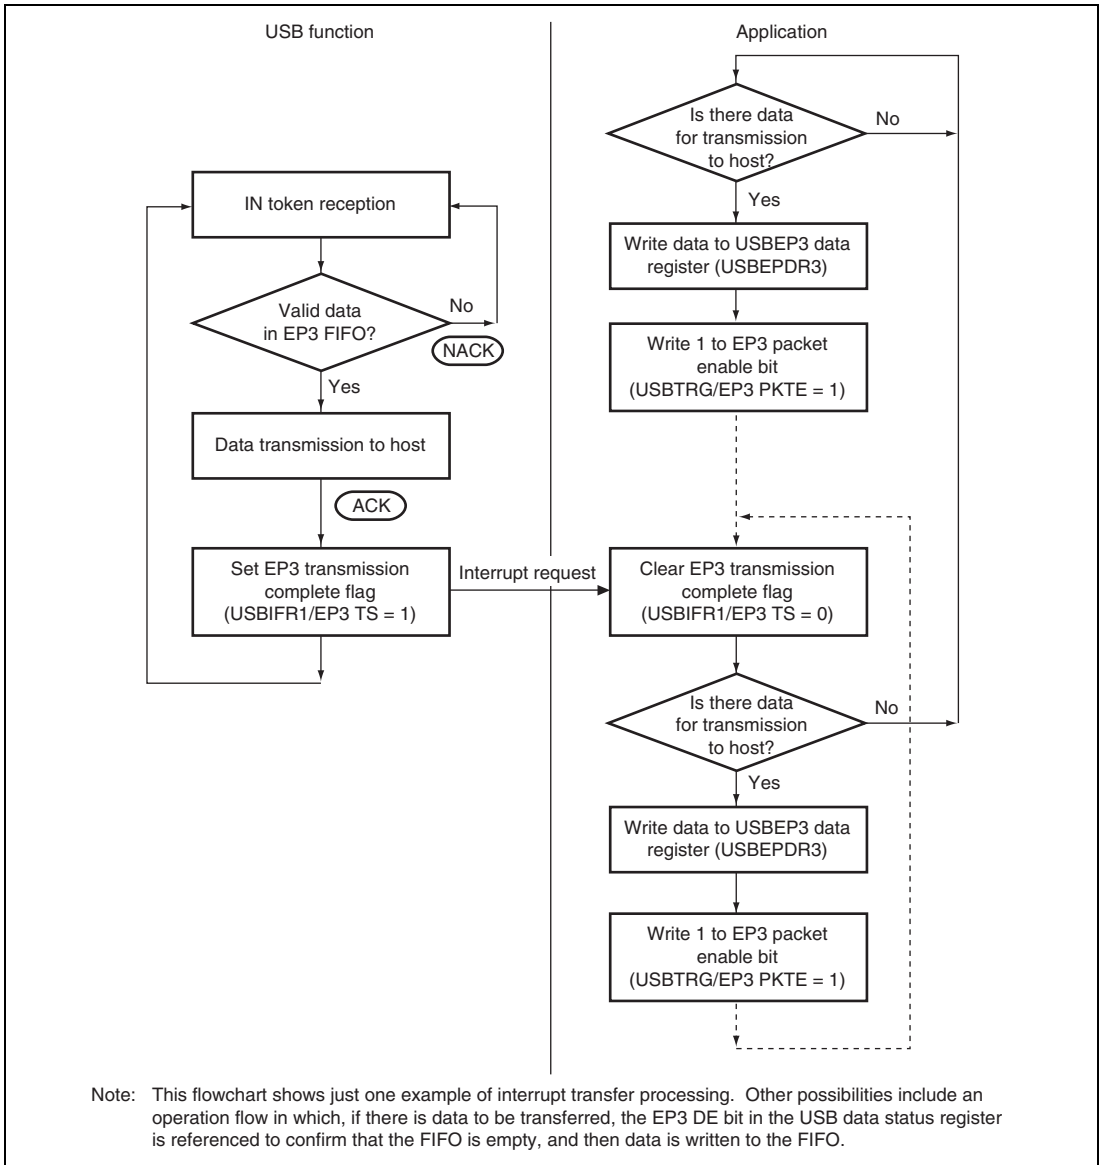 USB function
Application
IN token reception
Valid data
in EP3 FIFO?
No
NACK
Yes
Data transmission to host
ACK
Set EP3 transmission
complete flag
(USBIFR1/EP3 TS = 1)
Interrupt request
Is there data
for transmission
to host?
No
Yes
Write data to USBEP3 data
register (USBEPDR3)
Write 1 to EP3 packet
enable bit
(USBTRG/EP3 PKTE = 1)
Clear EP3 transmission
complete flag
(USBIFR1/EP3 TS = 0)
Is there data
for transmission
to host?
No
Yes
Write data to USBEP3 data
register (USBEPDR3)
Write 1 to EP3 packet
enable bit
(USBTRG/EP3 PKTE = 1)
Note: This flowchart shows just one example of interrupt transfer processing. Other possibilities include an
operation flow in which, if there is data to be transferred, the EP3 DE bit in the USB data status register
is referenced to confirm that the FIFO is empty, and then data is written to the FIFO.